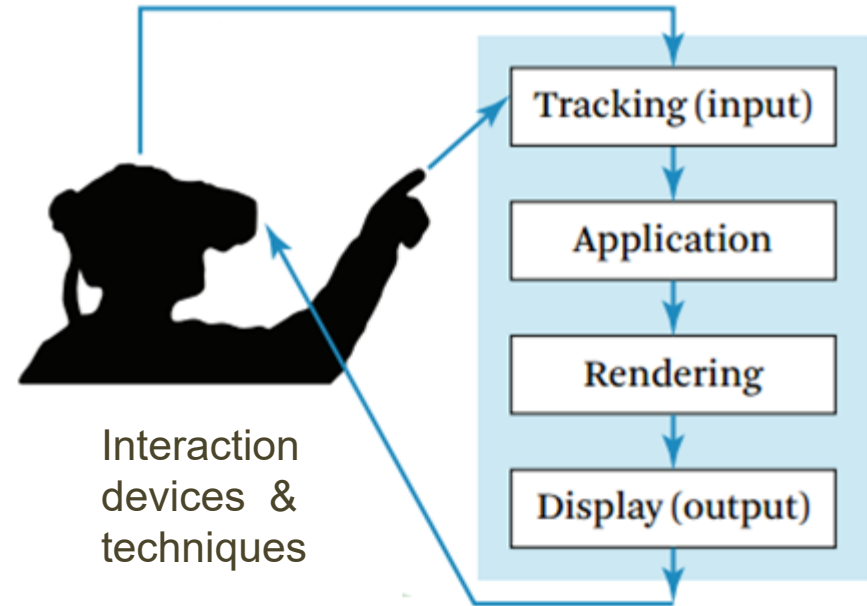 Tracking (input)
Application
Rendering
Display (output)
Interaction
devices & 
techniques